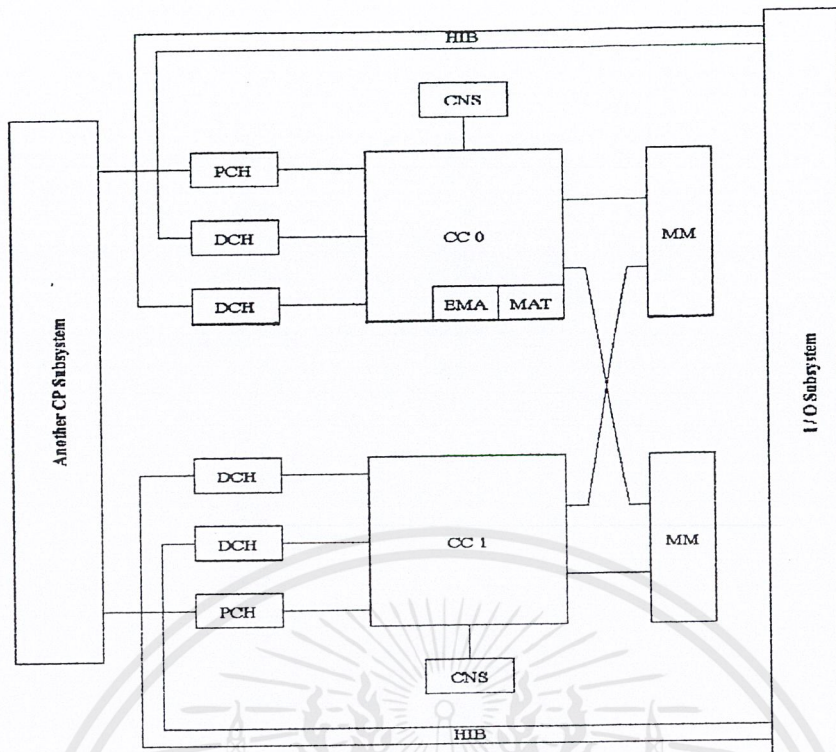 HIB
CNS
PCH
DCH
DCH
CC 0
EMA
MAT
MM
Another CP Subsystem
I / O Subsystem
DCH
DCH
PCH
CC 1
MM
CNS
HIB